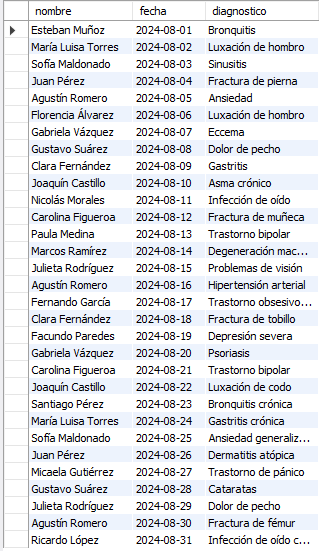 nombre fecha diagnostico
Esteban Muñoz 2024-08-01 Bronquitis
María Luisa Torres 2024-08-02 Luxación de hombro
Sofía Maldonado 2024-08-03 Sinusitis
Juan Pérez 2024-08-04 Fractura de pierna
Agustín Romero 2024-08-05 Ansiedad
Florencia Álvarez 2024-08-06 Luxación de hombro
Gabriela Vázquez 2024-08-07 Eccema
Gustavo Suárez 2024-08-08 Dolor de pecho
Clara Fernández 2024-08-09 Gastritis
Joaquín Castillo 2024-08-10 Asma crónico
Nicolás Morales 2024-08-11 Infección de oído
Carolina Figueroa 2024-08-12 Fractura de muñeca
Paula Medina 2024-08-13 Trastorno bipolar
Marcos Ramírez 2024-08-14 Degeneración mac...
Julieta Rodríguez 2024-08-15 Problemas de visión
Agustín Romero 2024-08-16 Hipertensión arterial
Fernando García 2024-08-17 Trastorno obsesivo...
Clara Fernández 2024-08-18 Fractura de tobillo
Facundo Paredes 2024-08-19 Depresión severa
Gabriela Vázquez 2024-08-20 Psoriasis
Carolina Figueroa 2024-08-21 Trastorno bipolar
Joaquín Castillo 2024-08-22 Luxación de codo
Santiago Pérez 2024-08-23 Bronquitis crónica
María Luisa Torres 2024-08-24 Gastritis crónica
Sofía Maldonado 2024-08-25 Ansiedad generaliz...
Juan Pérez 2024-08-26 Dermatitis atópica
Micaela Gutiérrez 2024-08-27 Trastorno de pánico
Gustavo Suárez 2024-08-28 Cataratas
Julieta Rodríguez 2024-08-29 Dolor de pecho
Agustín Romero 2024-08-30 Fractura de fémur
Ricardo López 2024-08-31 Infección de oído c...